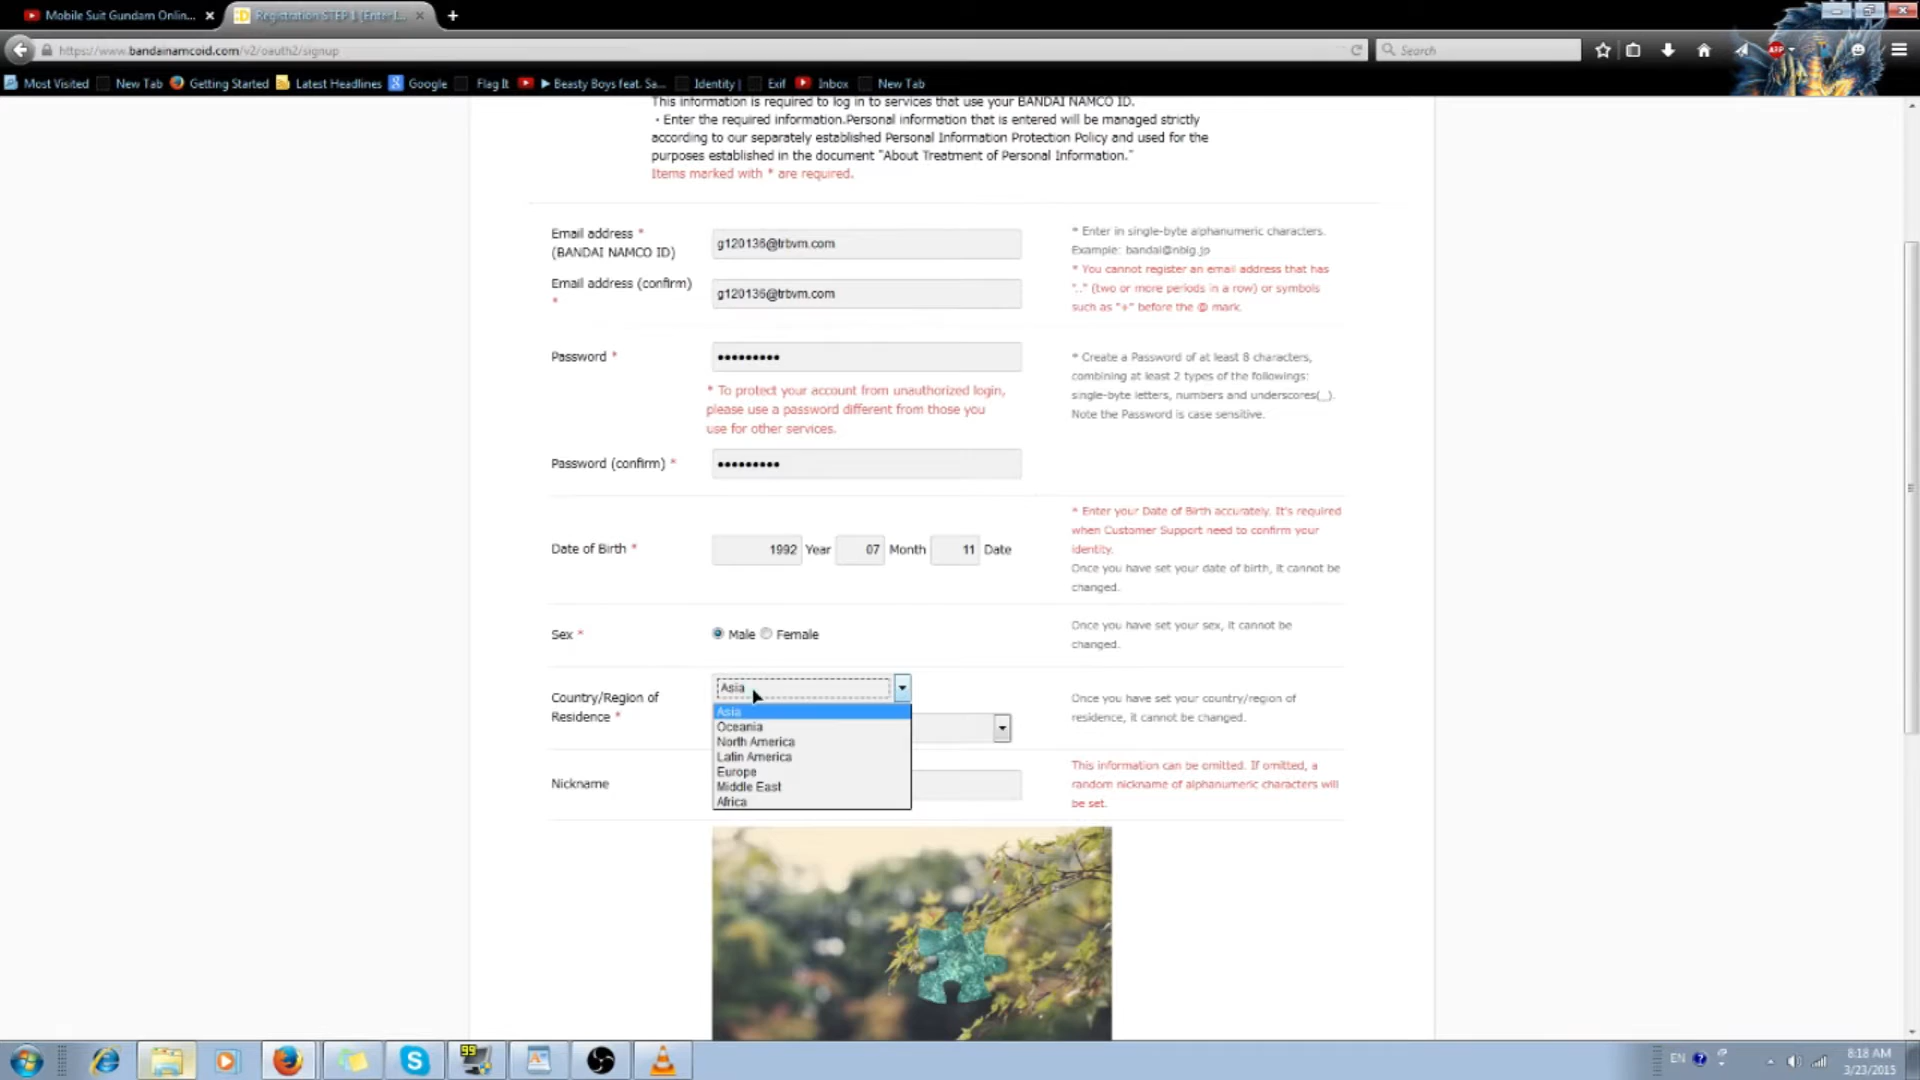 Mobile Suit Gundam Onlin...
Registration STEP 1 (Enter I...
https://www.bandainamcoid.com/v2/oauth2/signup
Search
ABP
Most Visited
New Tab
Getting Started
Latest Headlines
Google
Flag It
▶ Beasty Boys feat. Sa...
Identity |
Exif
Inbox
New Tab
This information is required to log in to services that use your BANDAI NAMCO ID.
・Enter the required information.Personal information that is entered will be managed strictly
according to our separately established Personal Information Protection Policy and used for the
purposes established in the document "About Treatment of Personal Information."
Items marked with * are required.
Email address *
(BANDAI NAMCO ID)
g120136@trbvm.com
* Enter in single-byte alphanumeric characters.
Example: bandai@nbig.jp
* You cannot register an email address that has
".." (two or more periods in a row) or symbols
such as "+" before the @ mark.
Email address (confirm)
*
g120136@trbvm.com
Password *
•••••••••
* Create a Password of at least 8 characters,
combining at least 2 types of the followings:
single-byte letters, numbers and underscores(_).
Note the Password is case sensitive.
* To protect your account from unauthorized login,
please use a password different from those you
use for other services.
Password (confirm) *
•••••••••
Date of Birth *
1992 Year 07 Month 11 Date
* Enter your Date of Birth accurately. It's required
when Customer Support need to confirm your
identity.
Once you have set your date of birth, it cannot be
changed.
Sex *
Male Female
Once you have set your sex, it cannot be
changed.
Country/Region of
Residence *
Asia
Asia
Oceania
North America
Latin America
Europe
Middle East
Africa
Once you have set your country/region of
residence, it cannot be changed.
Nickname
This information can be omitted. If omitted, a
random nickname of alphanumeric characters will
be set.
99
EN
8:18 AM
3/23/2015